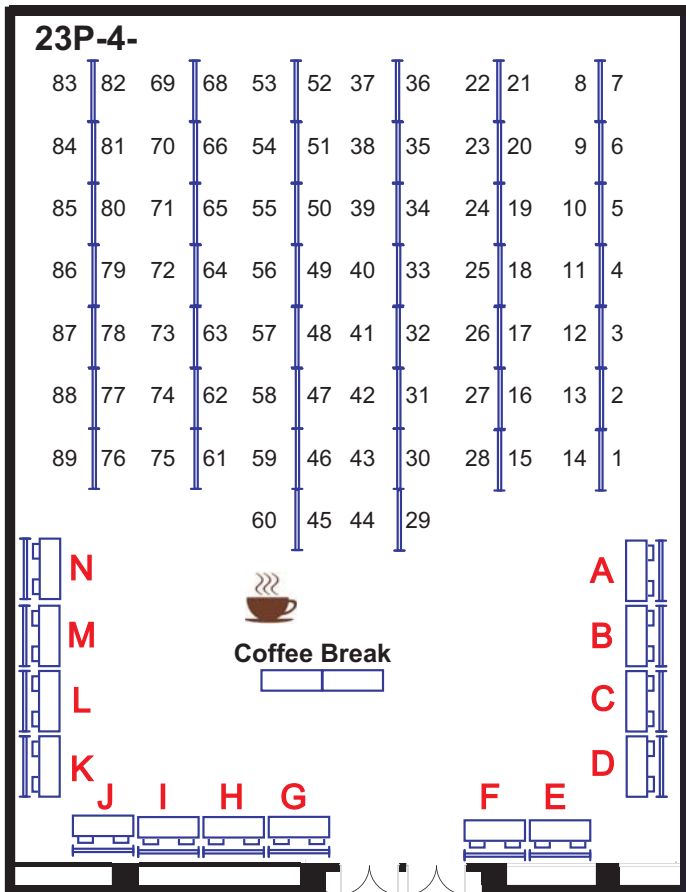 23P-4-
83 82 69 68 53 52 37 36 22 21 8 7
84 81 70 66 54 51 38 35 23 20 9 6
85 80 71 65 55 50 39 34 24 19 10 5
86 79 72 64 56 49 40 33 25 18 11 4
87 78 73 63 57 48 41 32 26 17 12 3
88 77 74 62 58 47 42 31 27 16 13 2
89 76 75 61 59 46 43 30 28 15 14 1
60 45 44 29
N A
M B
Coffee Break
L C
K D
J I H G F E